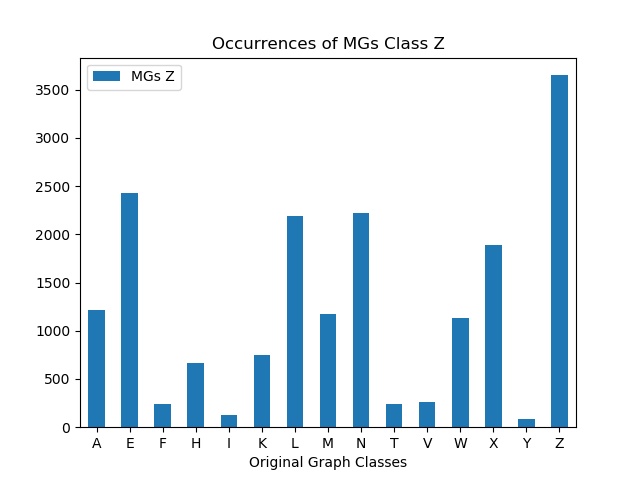 Occurrences of MGs Class Z
MGs Z
3500
3000
2500
2000
1500
1000
500
0
A E F H I K L M N T V W X Y Z
Original Graph Classes